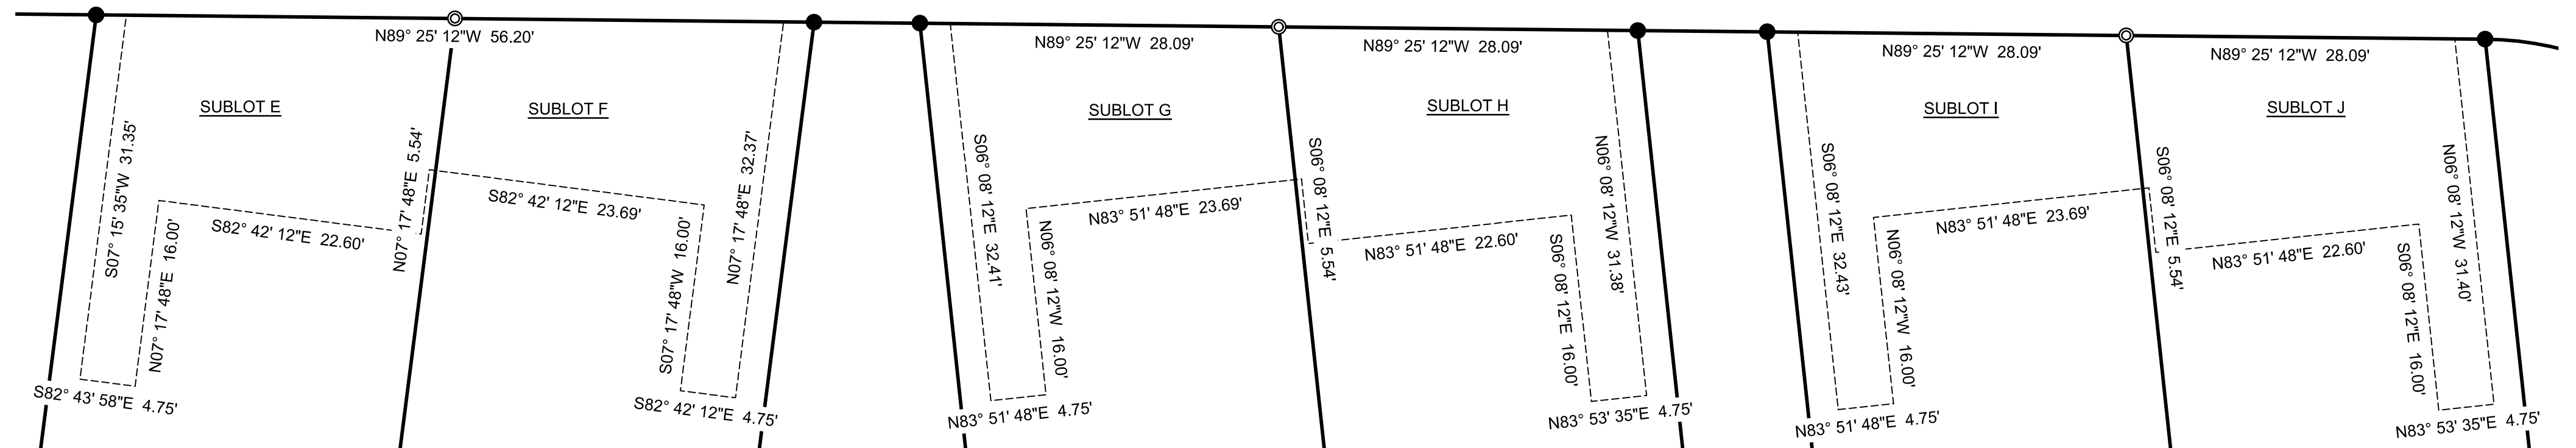 N89° 25' 12"W 56.20'
N89° 25' 12"W 28.09'
N89° 25' 12"W 28.09'
N89° 25' 12"W 28.09'
N89° 25' 12"W 28.09'
SUBLOT E
SUBLOT F
SUBLOT G
SUBLOT H
SUBLOT I
SUBLOT J
S07° 15' 35"W 31.35'
N07° 17' 48"E 16.00'
S82° 42' 12"E 22.60'
N07° 17' 48"E 5.54'
S82° 42' 12"E 23.69'
S07° 17' 48"W 16.00'
N07° 17' 48"E 32.37'
S82° 43' 58"E 4.75'
S82° 42' 12"E 4.75'
S06° 08' 12"E 32.41'
N06° 08' 12"W 16.00'
N83° 51' 48"E 23.69'
S06° 08' 12"E 5.54'
N83° 51' 48"E 22.60'
S06° 08' 12"E 16.00'
N06° 08' 12"W 31.38'
N83° 51' 48"E 4.75'
N83° 53' 35"E 4.75'
S06° 08' 12"E 32.43'
N06° 08' 12"W 16.00'
N83° 51' 48"E 23.69'
S06° 08' 12"E 5.54'
N83° 51' 48"E 22.60'
S06° 08' 12"E 16.00'
N06° 08' 12"W 31.40'
N83° 51' 48"E 4.75'
N83° 53' 35"E 4.75'